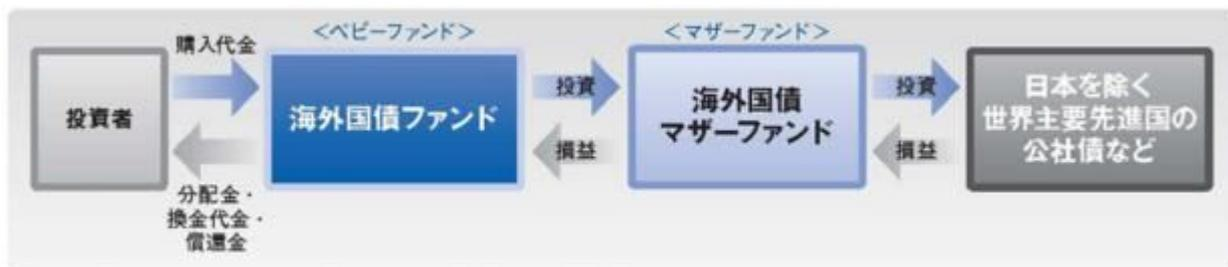 <ベビーファンド>
<マザーファンド>
購入代金
投資者
海外国債ファンド
投資
損益
海外国債
マザーファンド
投資
損益
日本を除く
世界主要先進国の
公社債など
分配金・
換金代金・
償還金